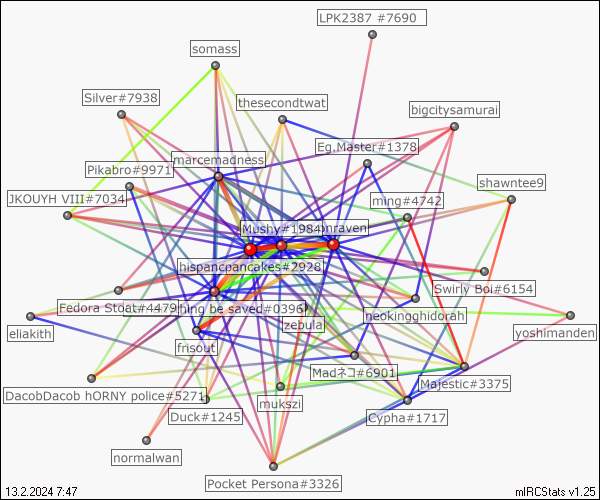 LPK2387 #7690
somass
Silver#7938
thesecondtwat
bigcitysamurai
Eg.Master#1378
marcemadness
Pikabro#9971
shawntee9
JKOUYH VIII#7034
ming#4742
Mushy#1984
nraven
hispanc
pancakes#2928
Swirly Boi#6154
Fedora Stoat#4479
hing be saved#0396
zebula
neokingghidorah
eliakith
frisout
yoshimanden
Madネコ#6901
Majestic#3375
DacobDacob hORNY police#5271
mukszi
Duck#1245
Cypha#1717
normalwan
Pocket Persona#3326
13.2.2024 7:47
mIRCStats v1.25